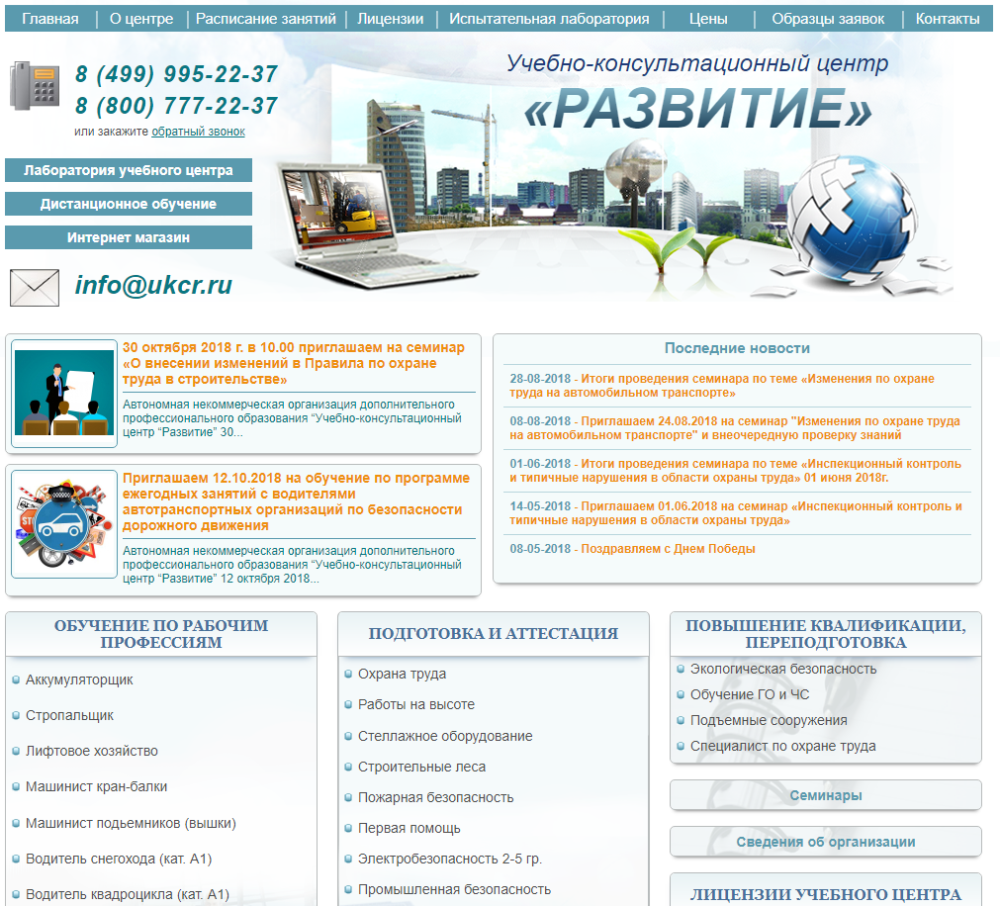 Главная | О центре | Расписание занятий | Лицензии | Испытательная лаборатория | Цены | Образцы заявок | Контакты
8 (499) 995-22-37
8 (800) 777-22-37
или закажите обратный звонок
Учебно-консультационный центр
«РАЗВИТИЕ»
Лаборатория учебного центра
Дистанционное обучение
Интернет магазин
info@ukcr.ru
30 октября 2018 г. в 10.00 приглашаем на семинар
«О внесении изменений в Правила по охране
труда в строительстве»
Автономная некоммерческая организация дополнительного
профессионального образования “Учебно-консультационный
центр “Развитие” 30...
Приглашаем 12.10.2018 на обучение по программе
ежегодных занятий с водителями
автотранспортных организаций по безопасности
дорожного движения
Автономная некоммерческая организация дополнительного
профессионального образования “Учебно-консультационный
центр “Развитие” 12 октября 2018...
Последние новости
28-08-2018 - Итоги проведения семинара по теме «Изменения по охране
труда на автомобильном транспорте»
08-08-2018 - Приглашаем 24.08.2018 на семинар "Изменения по охране труда
на автомобильном транспорте" и внеочередную проверку знаний
01-06-2018 - Итоги проведения семинара по теме «Инспекционный контроль
и типичные нарушения в области охраны труда» 01 июня 2018г.
14-05-2018 - Приглашаем 01.06.2018 на семинар «Инспекционный контроль и
типичные нарушения в области охраны труда»
08-05-2018 - Поздравляем с Днем Победы
ОБУЧЕНИЕ ПО РАБОЧИМ
ПРОФЕССИЯМ
Аккумуляторщик
Стропальщик
Лифтовое хозяйство
Машинист кран-балки
Машинист подьемников (вышки)
Водитель снегохода (кат. А1)
Водитель квадроцикла (кат. А1)
ПОДГОТОВКА И АТТЕСТАЦИЯ
Охрана труда
Работы на высоте
Стеллажное оборудование
Строительные леса
Пожарная безопасность
Первая помощь
Электробезопасность 2-5 гр.
Промышленная безопасность
ПОВЫШЕНИЕ КВАЛИФИКАЦИИ,
ПЕРЕПОДГОТОВКА
Экологическая безопасность
Обучение ГО и ЧС
Подъемные сооружения
Специалист по охране труда
Семинары
Сведения об организации
ЛИЦЕНЗИИ УЧЕБНОГО ЦЕНТРА